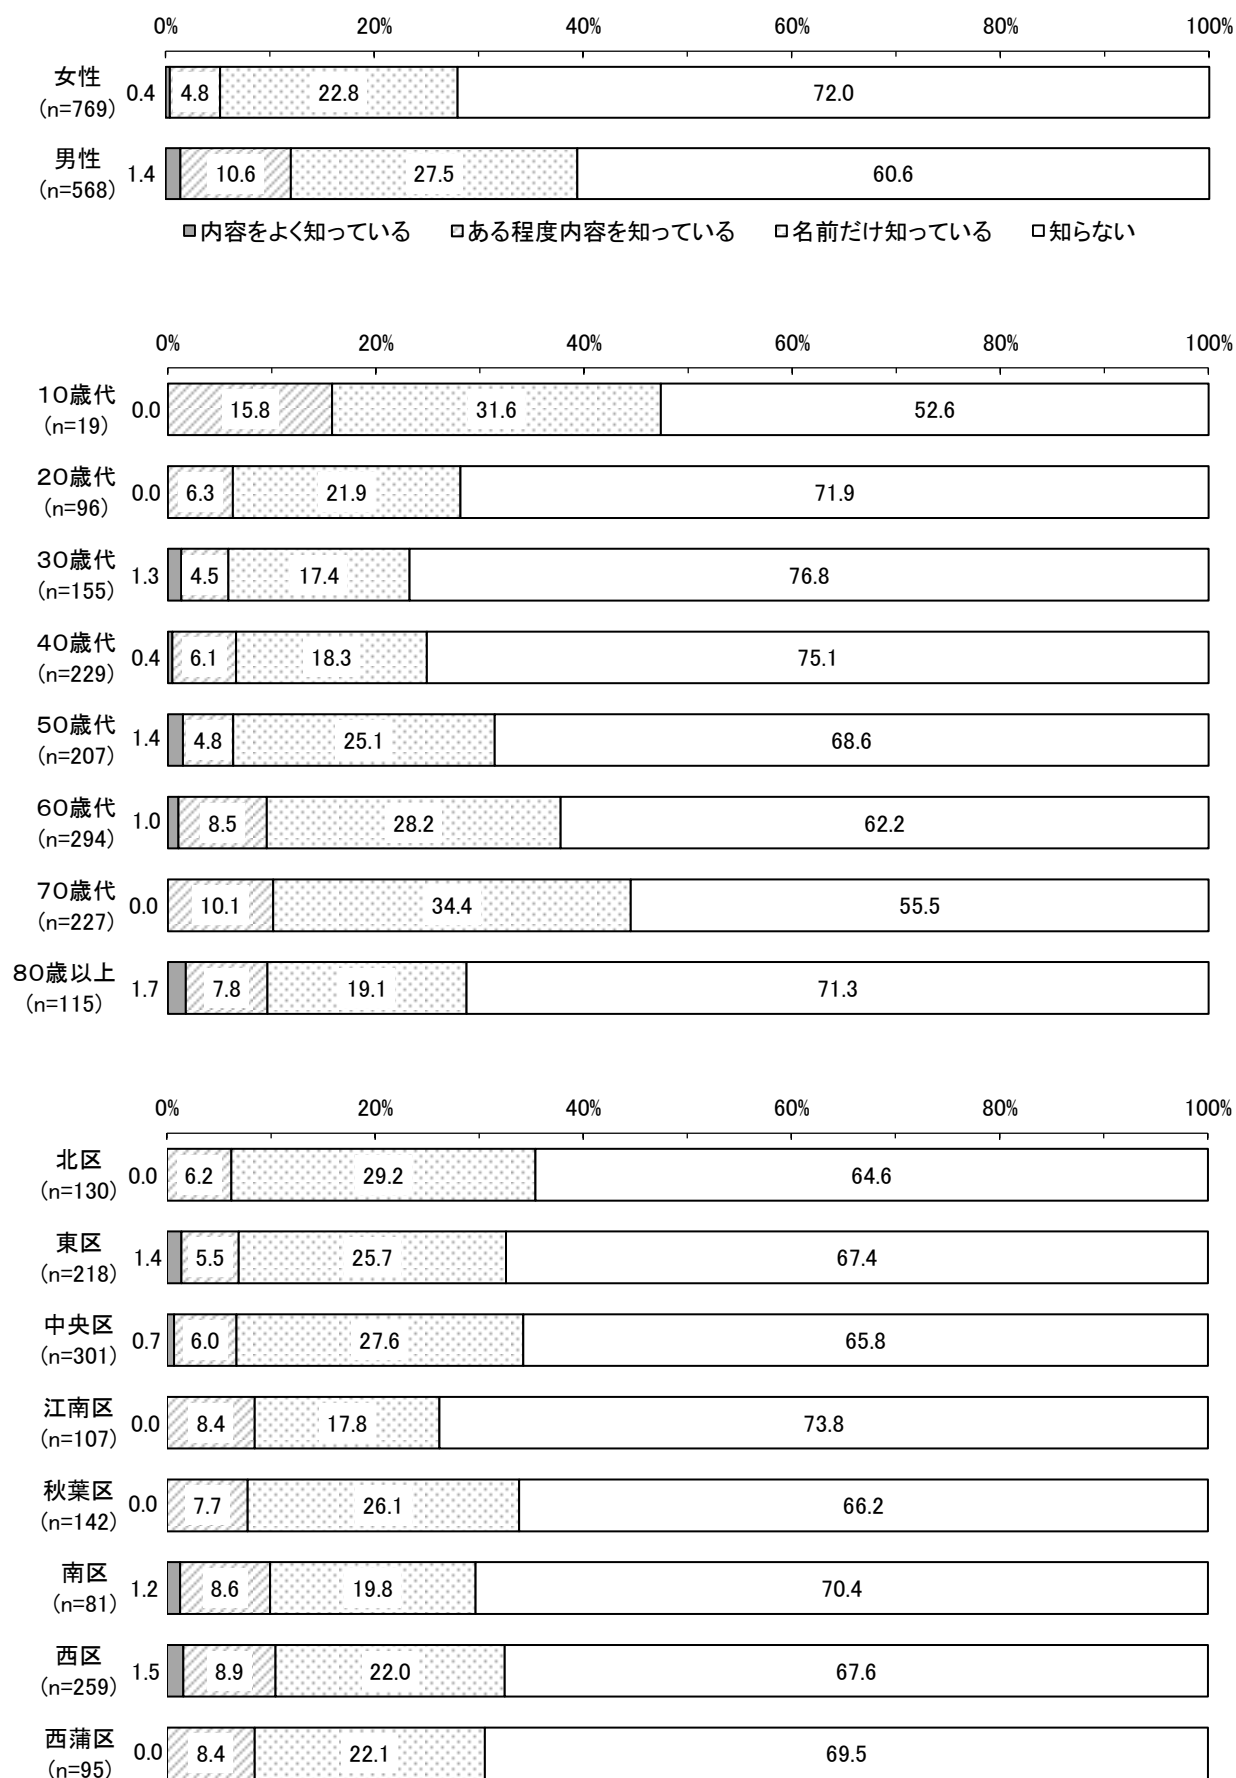 0% 20% 40% 60% 80% 100%
女性
(n=769)
0.4 4.8 22.8 72.0
男性
(n=568)
1.4 10.6 27.5 60.6
内容をよく知っている ある程度内容を知っている 名前だけ知っている 知らない
0% 20% 40% 60% 80% 100%
10歳代
(n=19)
0.0 15.8 31.6 52.6
20歳代
(n=96)
0.0 6.3 21.9 71.9
30歳代
(n=155)
1.3 4.5 17.4 76.8
40歳代
(n=229)
0.4 6.1 18.3 75.1
50歳代
(n=207)
1.4 4.8 25.1 68.6
60歳代
(n=294)
1.0 8.5 28.2 62.2
70歳代
(n=227)
0.0 10.1 34.4 55.5
80歳以上
(n=115)
1.7 7.8 19.1 71.3
0% 20% 40% 60% 80% 100%
北区
(n=130)
0.0 6.2 29.2 64.6
東区
(n=218)
1.4 5.5 25.7 67.4
中央区
(n=301)
0.7 6.0 27.6 65.8
江南区
(n=107)
0.0 8.4 17.8 73.8
秋葉区
(n=142)
0.0 7.7 26.1 66.2
南区
(n=81)
1.2 8.6 19.8 70.4
西区
(n=259)
1.5 8.9 22.0 67.6
西蒲区
(n=95)
0.0 8.4 22.1 69.5